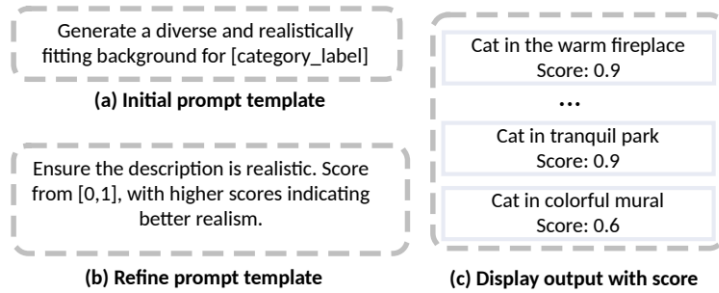 Generate a diverse and realistically
fitting background for [category_label]
(a) Initial prompt template
Ensure the description is realistic. Score
from [0,1], with higher scores indicating
better realism.
(b) Refine prompt template
Cat in the warm fireplace
Score: 0.9
...
Cat in tranquil park
Score: 0.9
Cat in colorful mural
Score: 0.6
(c) Display output with score